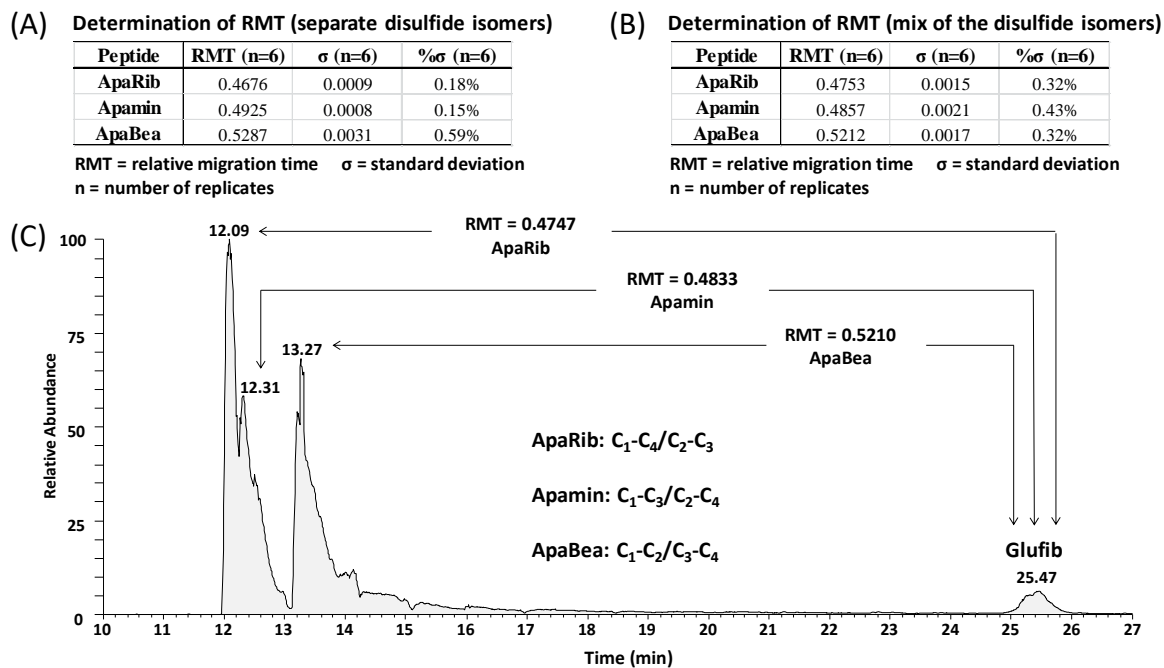 (A) Determination of RMT (separate disulfide isomers)
Peptide RMT (n=6) σ (n=6) %σ (n=6)
ApaRib 0.4676 0.0009 0.18%
Apamin 0.4925 0.0008 0.15%
ApaBea 0.5287 0.0031 0.59%
RMT = relative migration time σ = standard deviation
n = number of replicates
(B) Determination of RMT (mix of the disulfide isomers)
Peptide RMT (n=6) σ (n=6) %σ (n=6)
ApaRib 0.4753 0.0015 0.32%
Apamin 0.4857 0.0021 0.43%
ApaBea 0.5212 0.0017 0.32%
RMT = relative migration time σ = standard deviation
n = number of replicates
(C)
RMT = 0.4747
ApaRib
12.09
RMT = 0.4833
Apamin
12.31
RMT = 0.5210
ApaBea
13.27
ApaRib: C₁-C₄/C₂-C₃
Apamin: C₁-C₃/C₂-C₄
ApaBea: C₁-C₂/C₃-C₄
Glufib
25.47
Relative Abundance
100
75
50
25
0
10 11 12 13 14 15 16 17 18 19 20 21 22 23 24 25 26 27
Time (min)